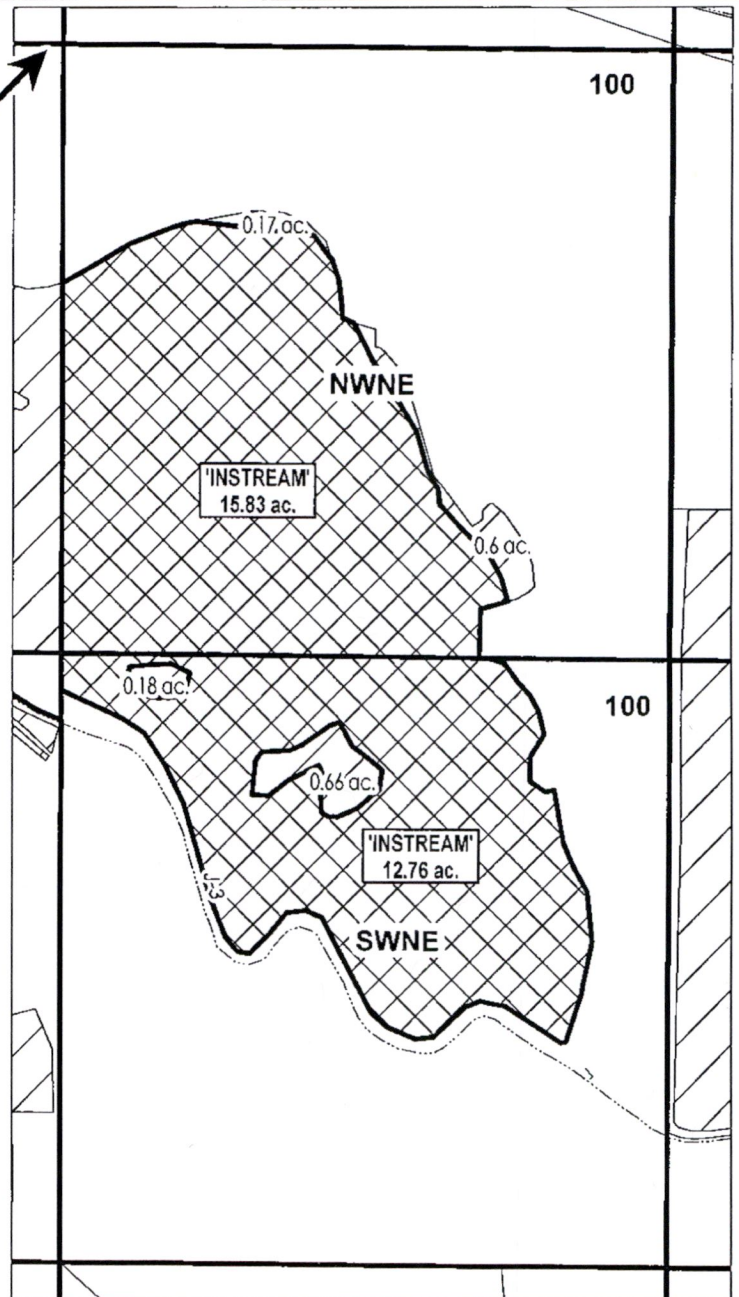 100
0.17 ac.
NWNE
'INSTREAM'
15.83 ac.
0.6 ac.
0.18 ac.
100
0.66 ac.
'INSTREAM'
12.76 ac.
SWNE